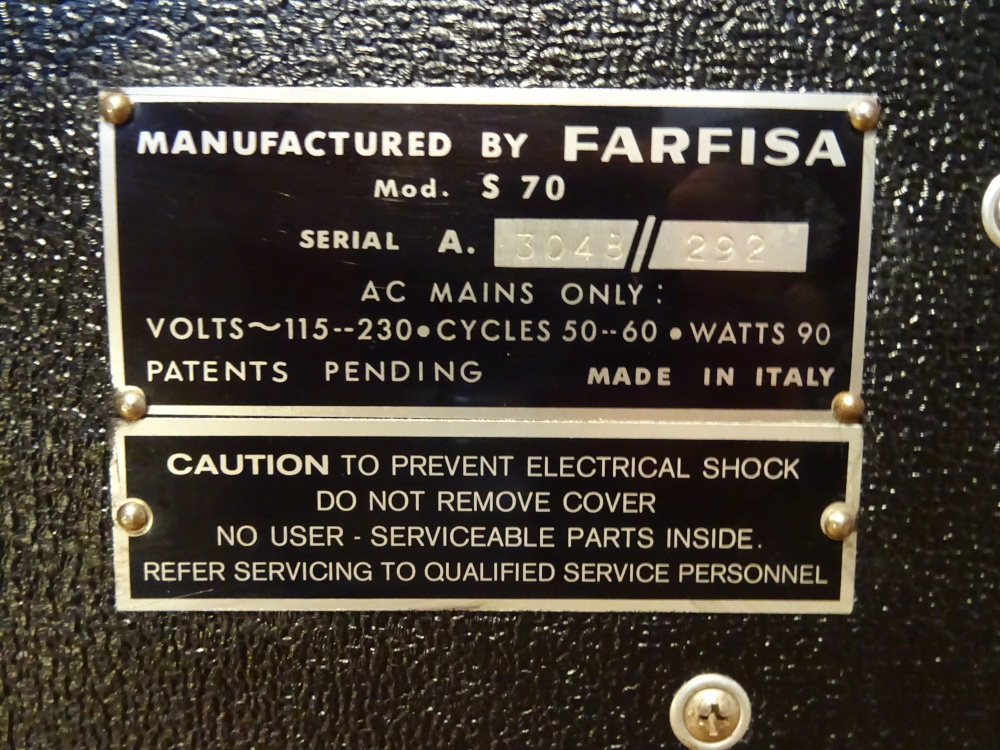 MANUFACTURED BY FARFISA
Mod. S 70
SERIAL A. 3048//292
AC MAINS ONLY:
VOLTS~115--230•CYCLES 50--60•WATTS 90
PATENTS PENDING MADE IN ITALY
CAUTION TO PREVENT ELECTRICAL SHOCK
DO NOT REMOVE COVER
NO USER - SERVICEABLE PARTS INSIDE.
REFER SERVICING TO QUALIFIED SERVICE PERSONNEL